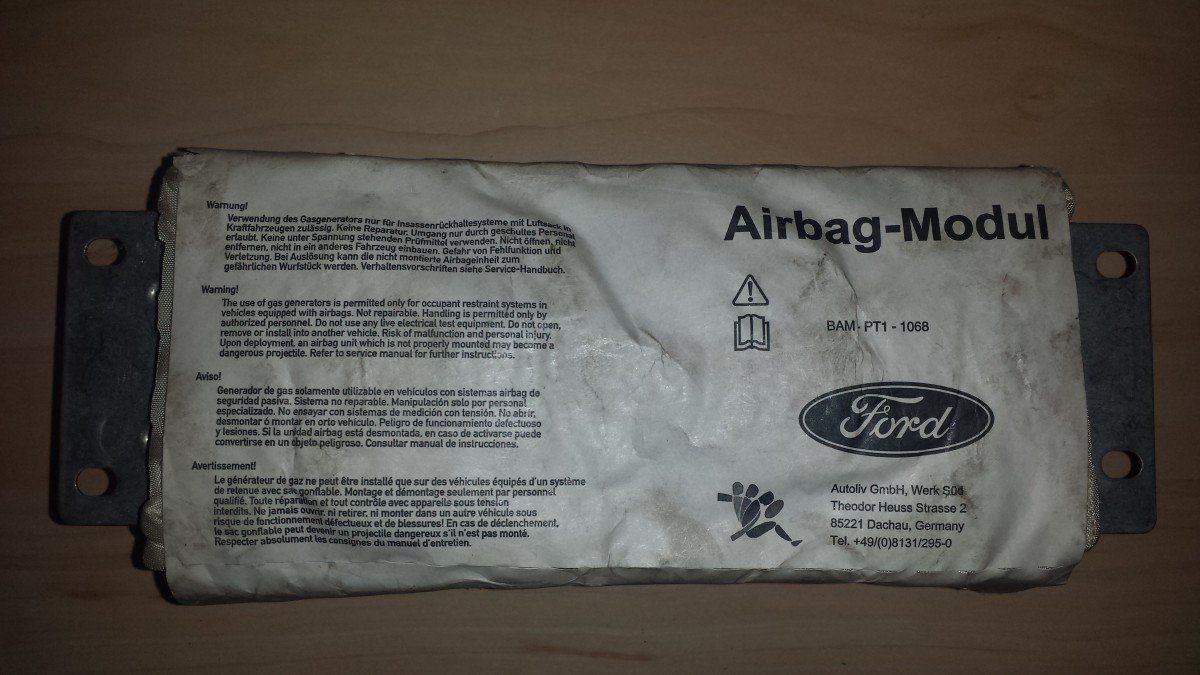 Warnung!
Verwendung des Gasgenerators nur für Insassenrückhaltesysteme mit Luftsack in
Kraftfahrzeugen zulässig. Keine Reparatur. Umgang nur durch geschultes Personal
erlaubt. Keine unter Spannung stehenden Prüfmittel verwenden. Nicht öffnen, nicht
entfernen, nicht in ein anderes Fahrzeug einbauen. Gefahr von Fehlfunktion und
Verletzung. Bei Auslösung kann die nicht montierte Airbageinheit zum
gefährlichen Wurfstück werden. Verhaltensvorschriften siehe Service-Handbuch.
Warning!
The use of gas generators is permitted only for occupant restraint systems in
vehicles equipped with airbags. Not repairable. Handling is permitted only by
authorized personnel. Do not use any live electrical test equipment. Do not open,
remove or install into another vehicle. Risk of malfunction and personal injury.
Upon deployment, an airbag unit which is not properly mounted may become a
dangerous projectile. Refer to service manual for further instructions.
Aviso!
Generador de gas solamente utilizable en vehículos con sistemas airbag de
seguridad pasiva. Sistema no reparable. Manipulación solo por personal
especializado. No ensayar con sistemas de medición con tensión. No abrir,
desmontar ó montar en orto vehículo. Peligro de funcionamiento defectuoso
y lesiones. Si la unidad airbag está desmontada, en caso de activarse puede
convertirse en un objeto peligroso. Consultar manual de instrucciones.
Avertissement!
Le générateur de gaz ne peut être installé que sur des véhicules équipés d'un système
de retenue avec sac gonflable. Montage et démontage seulement par personnel
qualifié. Toute réparation et tout contrôle avec appareils sous tension
interdits. Ne jamais ouvrir, ni retirer, ni monter dans un autre véhicule sous
risque de fonctionnement défectueux et de blessures! En cas de déclenchement,
le sac gonflable peut devenir un projectile dangereux s'il n'est pas monté.
Respecter absolument les consignes du manuel d'entretien.
Airbag-Modul
BAM - PT1 - 1068
Ford
Autoliv GmbH, Werk Süd
Theodor Heuss Strasse 2
85221 Dachau, Germany
Tel. +49/(0)8131/295-0